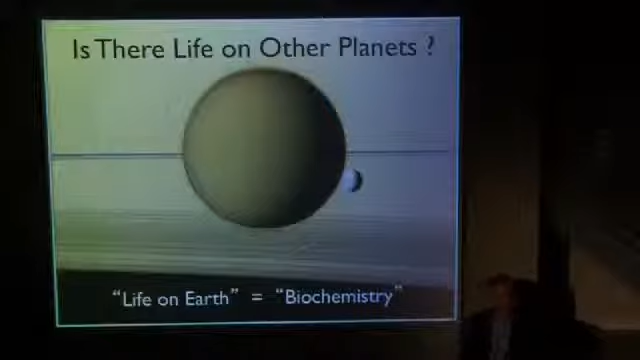 Is There Life on Other Planets ?
“Life on Earth” = “Biochemistry”